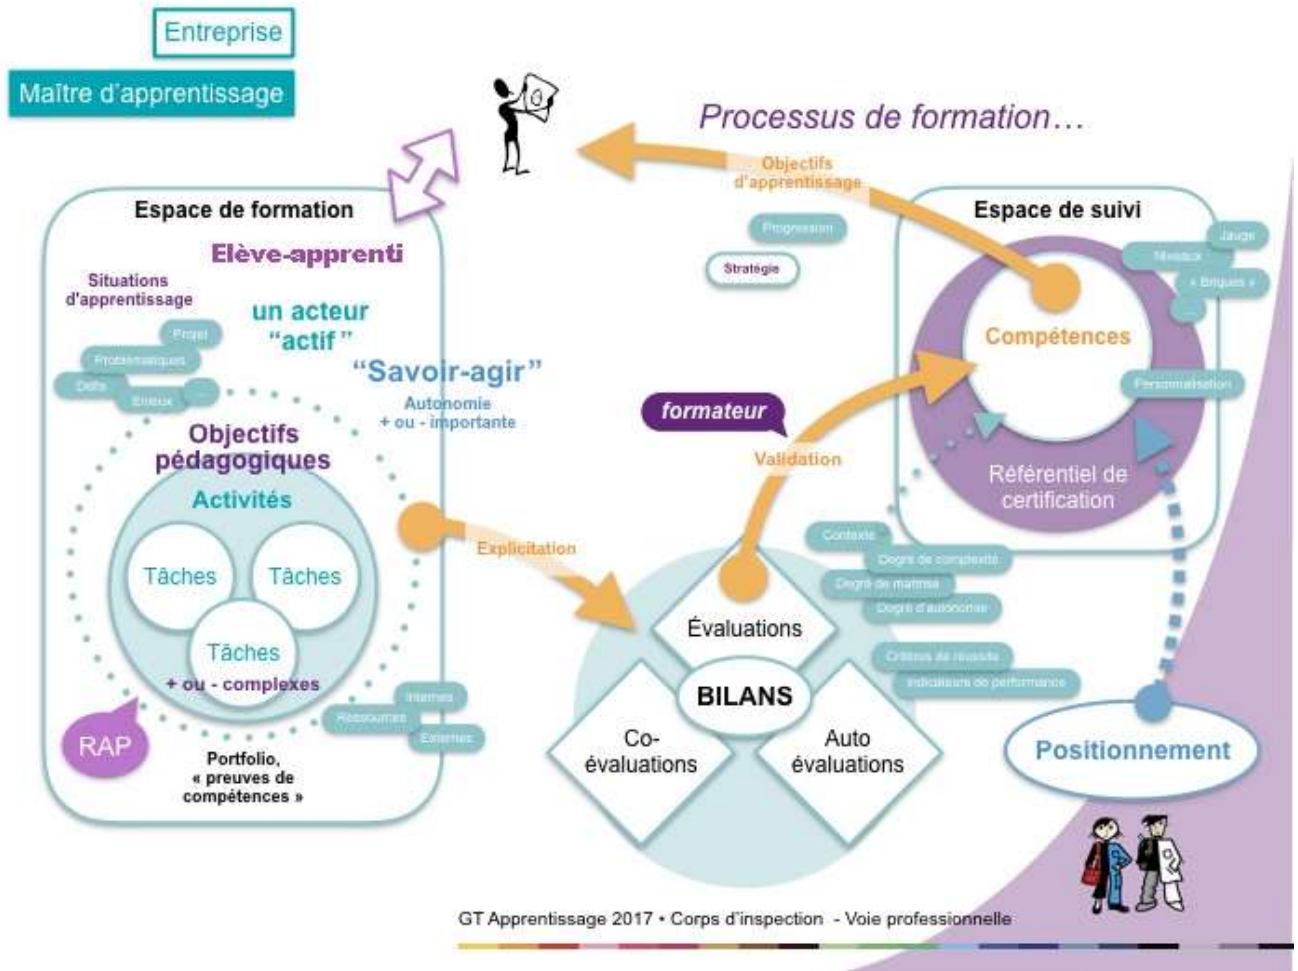 Entreprise
Maître d'apprentissage
Processus de formation…
Objectifs
d'apprentissage
Progression
Stratégie
Espace de formation
Elève-apprenti
Situations
d'apprentissage
un acteur
"actif"
Projet
Problématiques
Défis
Enjeux
...
"Savoir-agir"
Autonomie
+ ou - importante
Objectifs
pédagogiques
Activités
Tâches
Tâches
Tâches
+ ou - complexes
RAP
Internes
Ressources
Externes
Portfolio,
« preuves de
compétences »
Explicitation
formateur
Validation
Espace de suivi
Jauge
Niveaux
« Briques »
...
Compétences
Personnalisation
Référentiel de
certification
Contexte
Degré de complexité
Degré de maîtrise
Degré d'autonomie
Critères de réussite
Indicateurs de performance
Évaluations
BILANS
Co-
évaluations
Auto
évaluations
Positionnement
GT Apprentissage 2017 • Corps d'inspection - Voie professionnelle